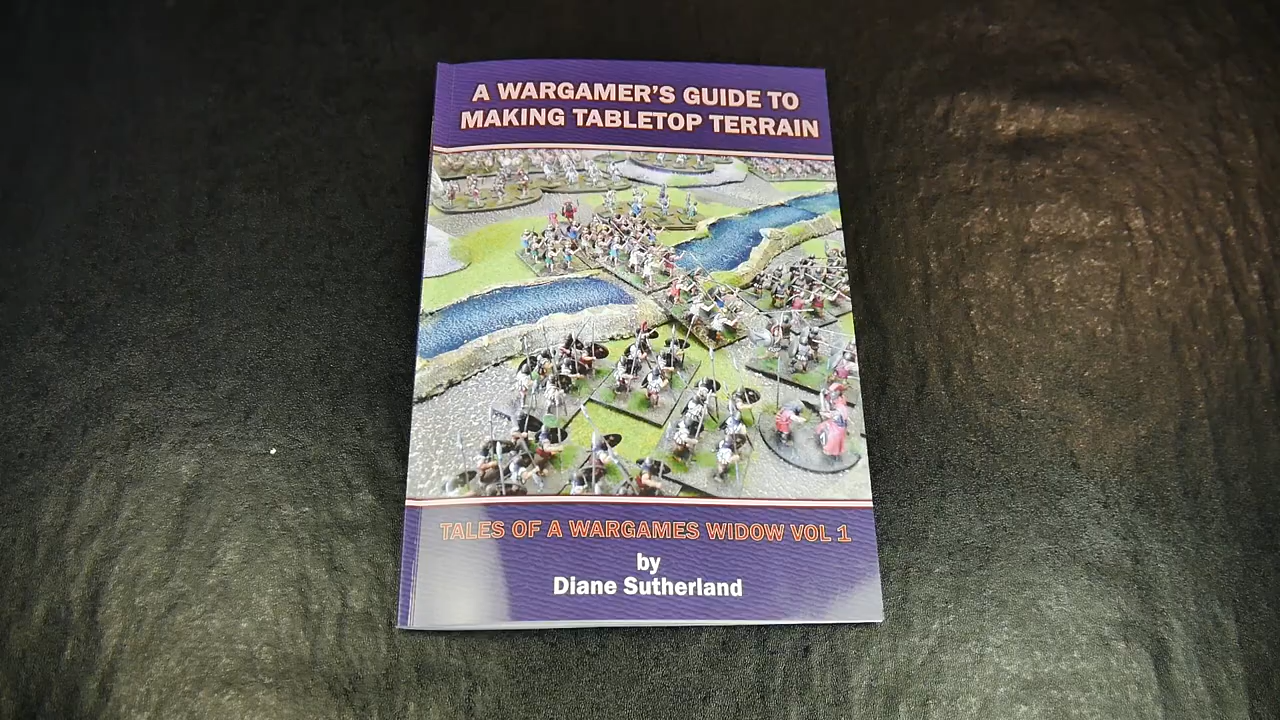 A WARGAMER'S GUIDE TO
MAKING TABLETOP TERRAIN
TALES OF A WARGAMES WIDOW VOL 1
by
Diane Sutherland